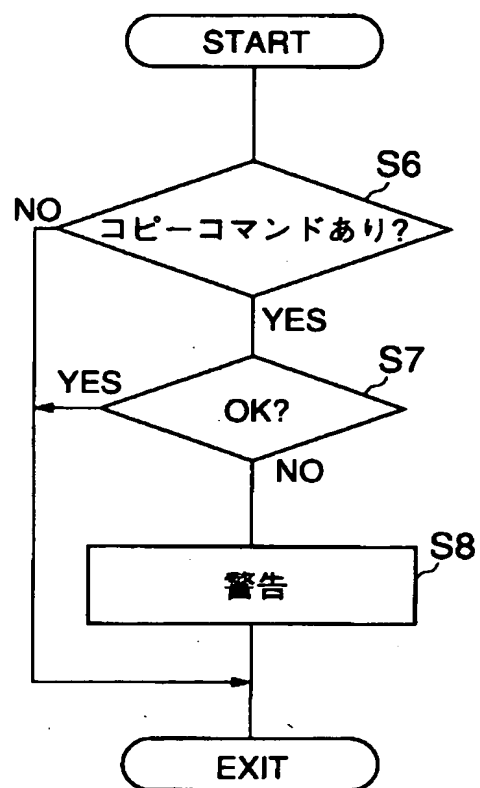 START
S6
NO
コピーコマンドあり?
YES
S7
YES
OK?
NO
S8
警告
EXIT